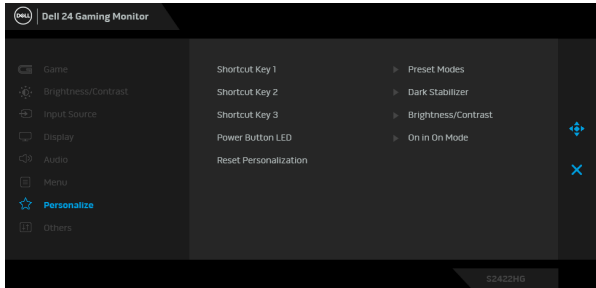 DELL
Dell 24 Gaming Monitor
Game
Brightness/Contrast
Input Source
Display
Audio
Menu
Personalize
Others
Shortcut Key 1 Preset Modes
Shortcut Key 2 Dark Stabilizer
Shortcut Key 3 Brightness/Contrast
Power Button LED On in On Mode
Reset Personalization
S2422HG